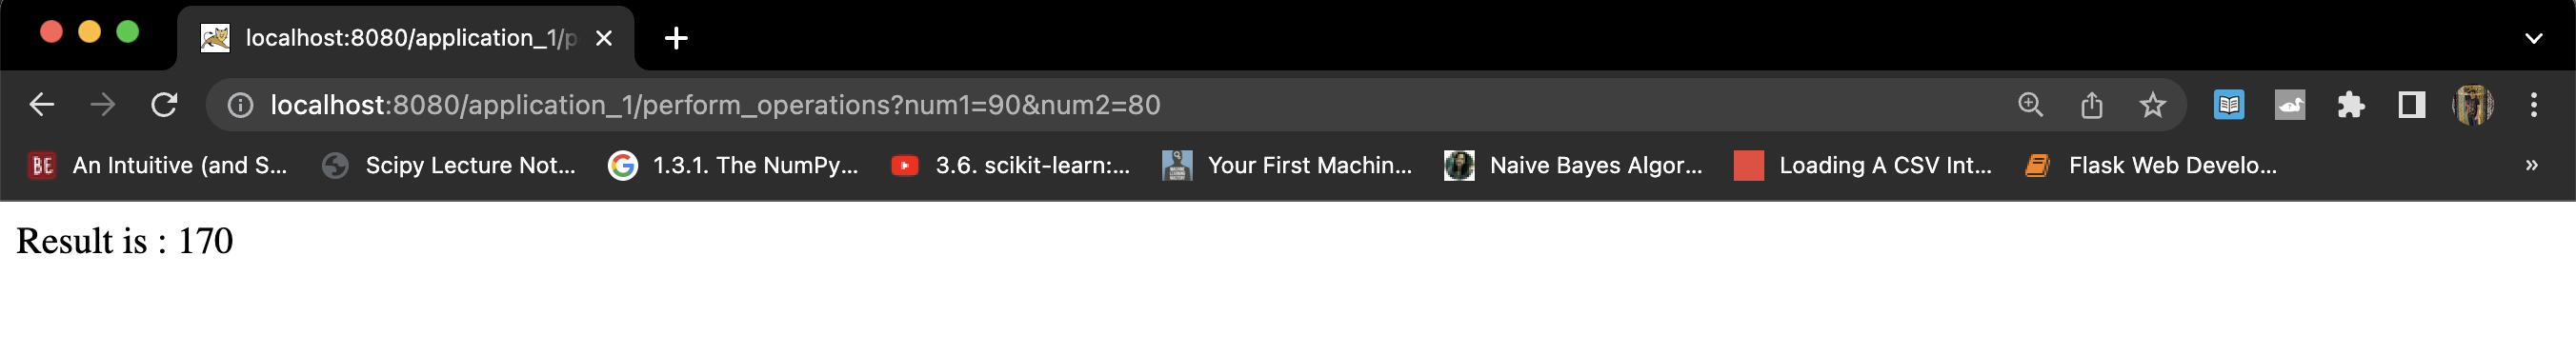 localhost:8080/application_1/p
localhost:8080/application_1/perform_operations?num1=90&num2=80
BE An Intuitive (and S... Scipy Lecture Not... 1.3.1. The NumPy... 3.6. scikit-learn:... Your First Machin... Naive Bayes Algor... Loading A CSV Int... Flask Web Develo... »
Result is : 170